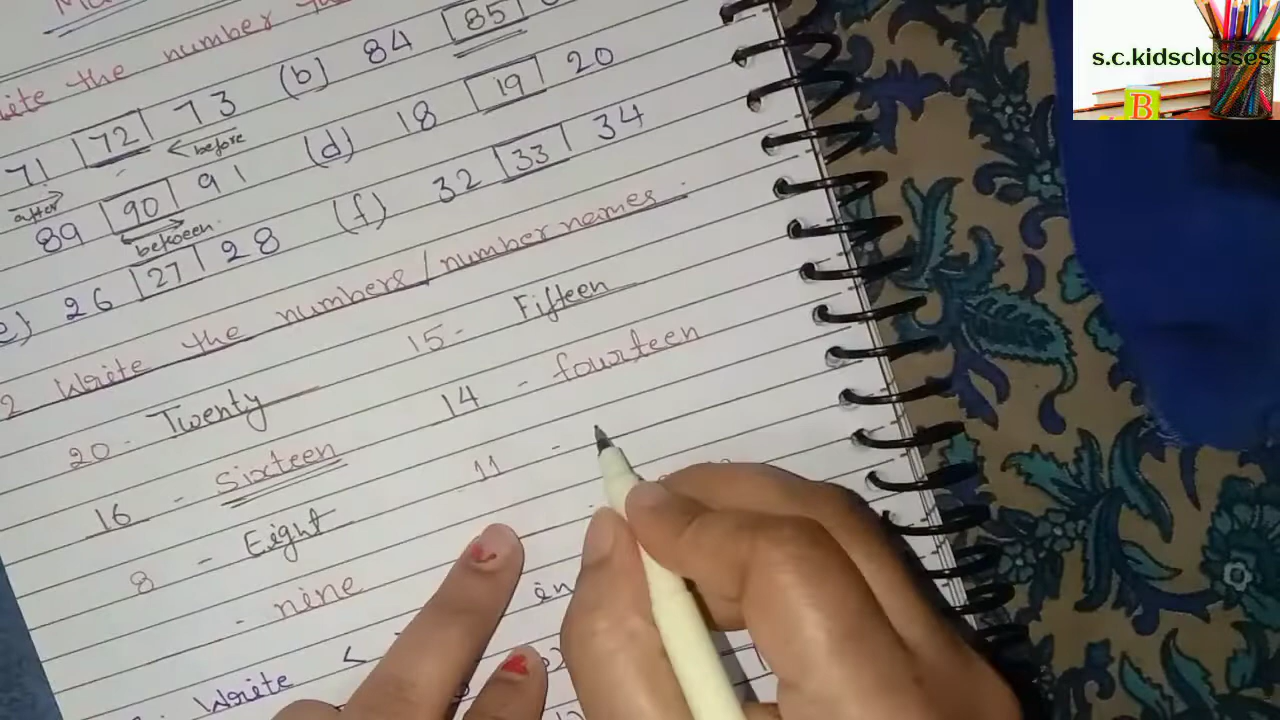 s.c.kidsclasses
B
write the number
71 72 73 (b) 84 85
after before
89 90 91 (d) 18 19 20
between
e) 26 27 28 (f) 32 33 34
2 Write the numbers/number names.
20 - Twenty 15 - Fifteen
16 - Sixteen 14 - fourteen
8 - Eight 11 -
- nine
Write < in